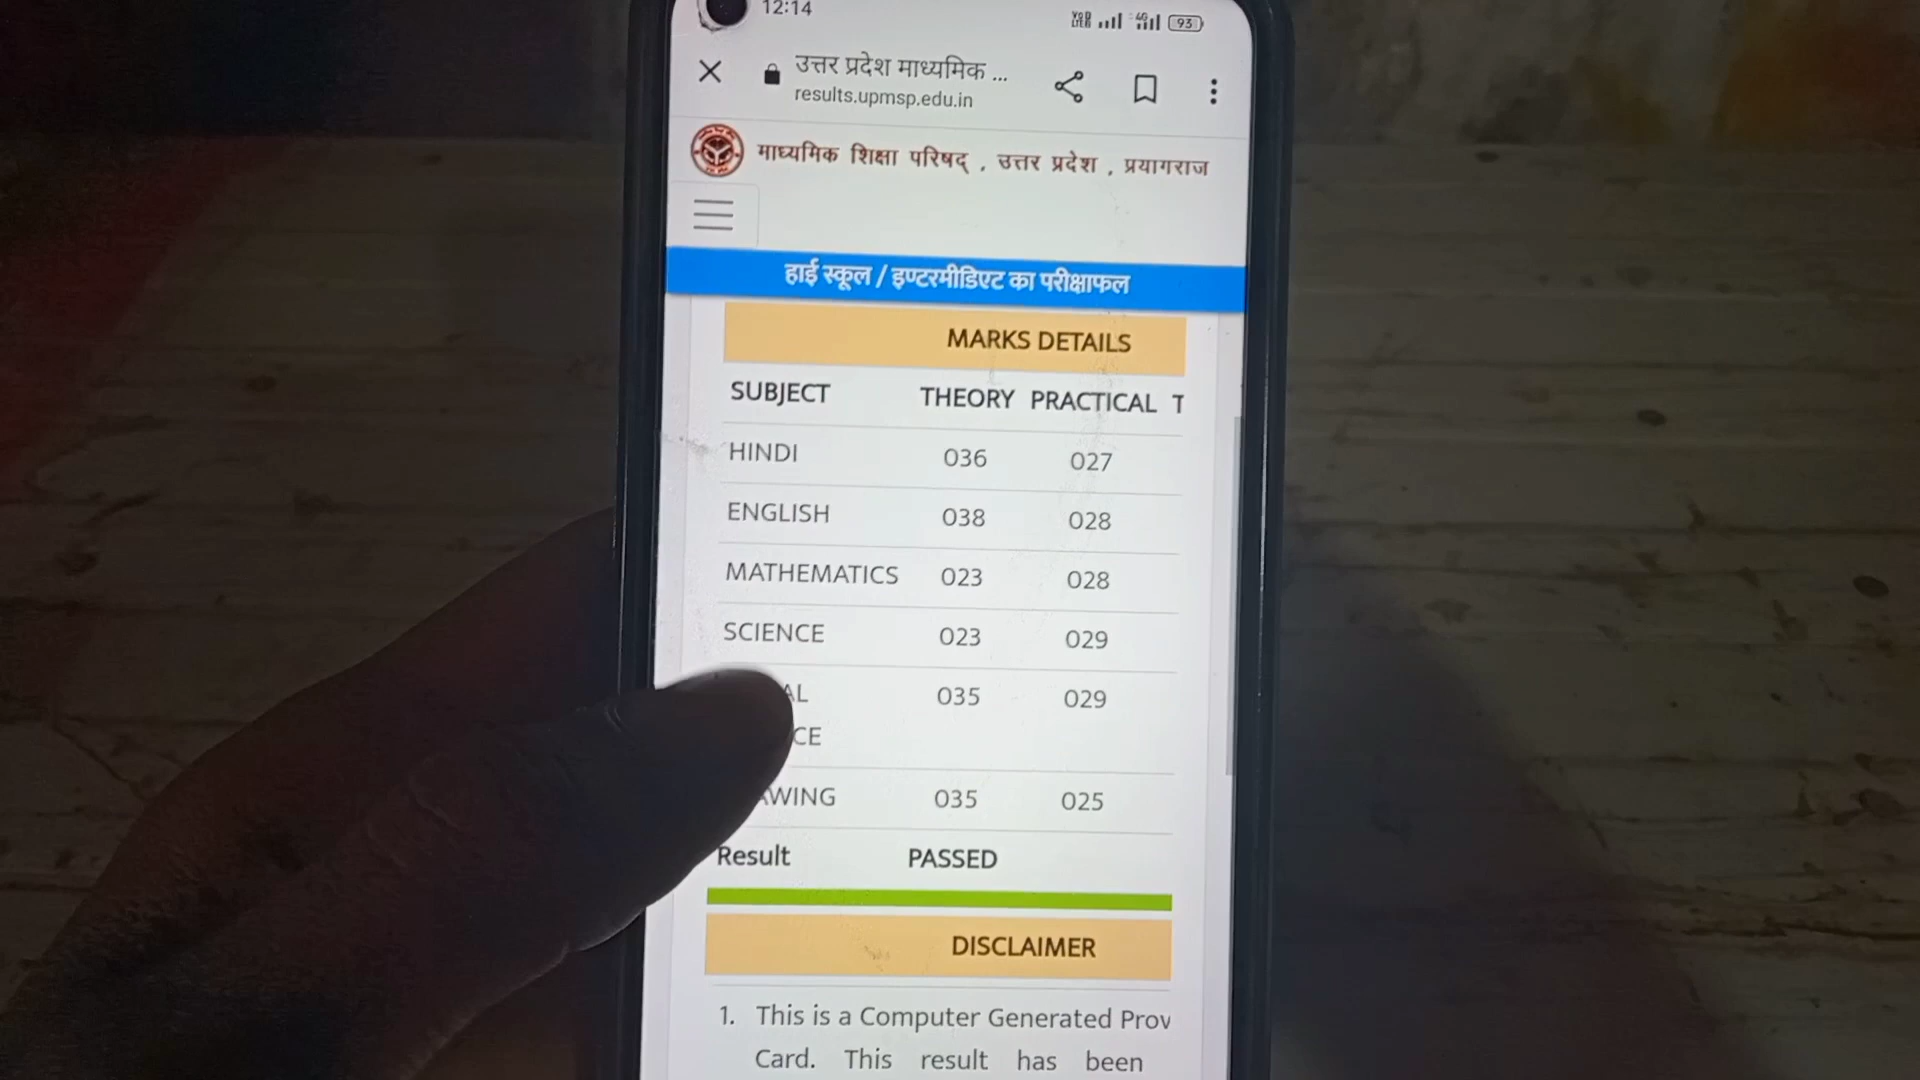 12:14
4G 93
उत्तर प्रदेश माध्यमिक ...
results.upmsp.edu.in
माध्यमिक शिक्षा परिषद् , उत्तर प्रदेश , प्रयागराज
हाई स्कूल / इण्टरमीडिएट का परीक्षाफल
MARKS DETAILS
SUBJECT THEORY PRACTICAL T
HINDI 036 027
ENGLISH 038 028
MATHEMATICS 023 028
SCIENCE 023 029
AL 035 029
CE
AWING 035 025
Result PASSED
DISCLAIMER
1. This is a Computer Generated Prov
Card. This result has been